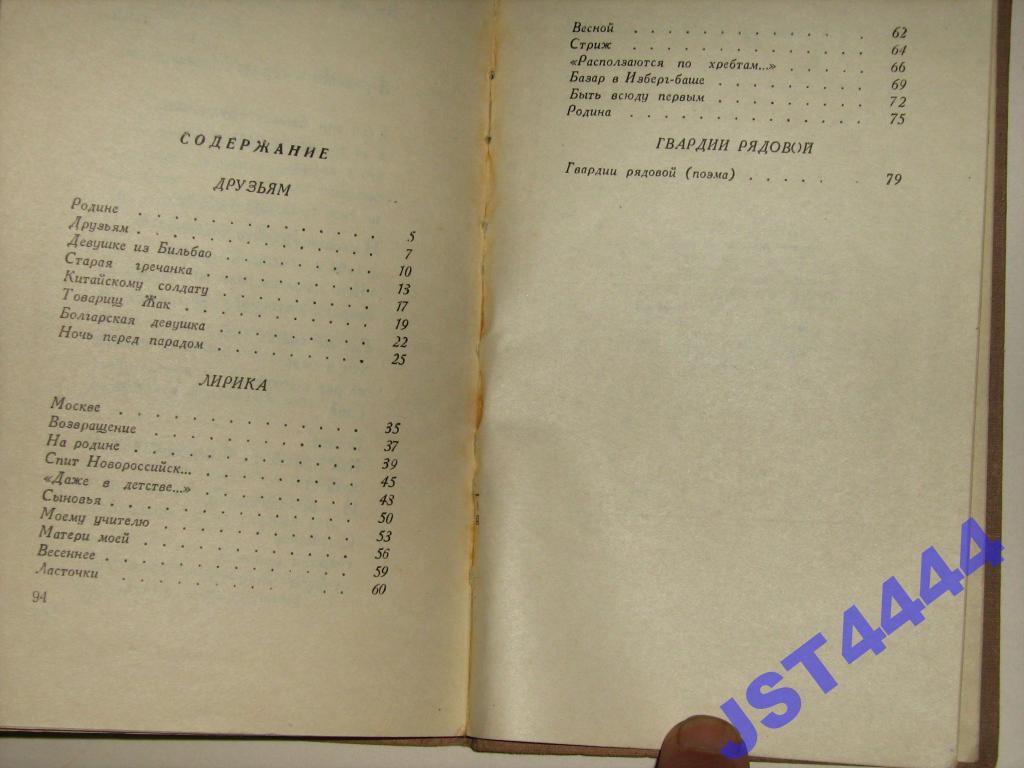 СОДЕРЖАНИЕ
ДРУЗЬЯМ
Родине . . . . . . . . . . . . . 5
Друзьям . . . . . . . . . . . . . 7
Девушке из Бильбао . . . . . . . . 10
Старая гречанка . . . . . . . . . 13
Китайскому солдату . . . . . . . . 17
Товарищ Жак . . . . . . . . . . 19
Болгарская девушка . . . . . . . . 22
Ночь перед парадом . . . . . . . . 25
ЛИРИКА
Москве . . . . . . . . . . . . . 35
Возвращение . . . . . . . . . . . 37
На родине . . . . . . . . . . . . 39
Спит Новороссийск... . . . . . . . . 45
«Даже в детстве...» . . . . . . . . 48
Сыновья . . . . . . . . . . . . . 50
Моему учителю . . . . . . . . . . 53
Матери моей . . . . . . . . . . . 56
Весеннее . . . . . . . . . . . . . 59
Ласточки . . . . . . . . . . . . 60
94
Весной . . . . . . . . . . . . . 62
Стриж . . . . . . . . . . . . . 64
«Расползаются по хребтам...» . . . . . 66
Базар в Изберг-баше . . . . . . . . 69
Быть всюду первым . . . . . . . . 72
Родина . . . . . . . . . . . . . 75
ГВАРДИИ РЯДОВОЙ
Гвардии рядовой (поэма) . . . . . . . 79
JST4444